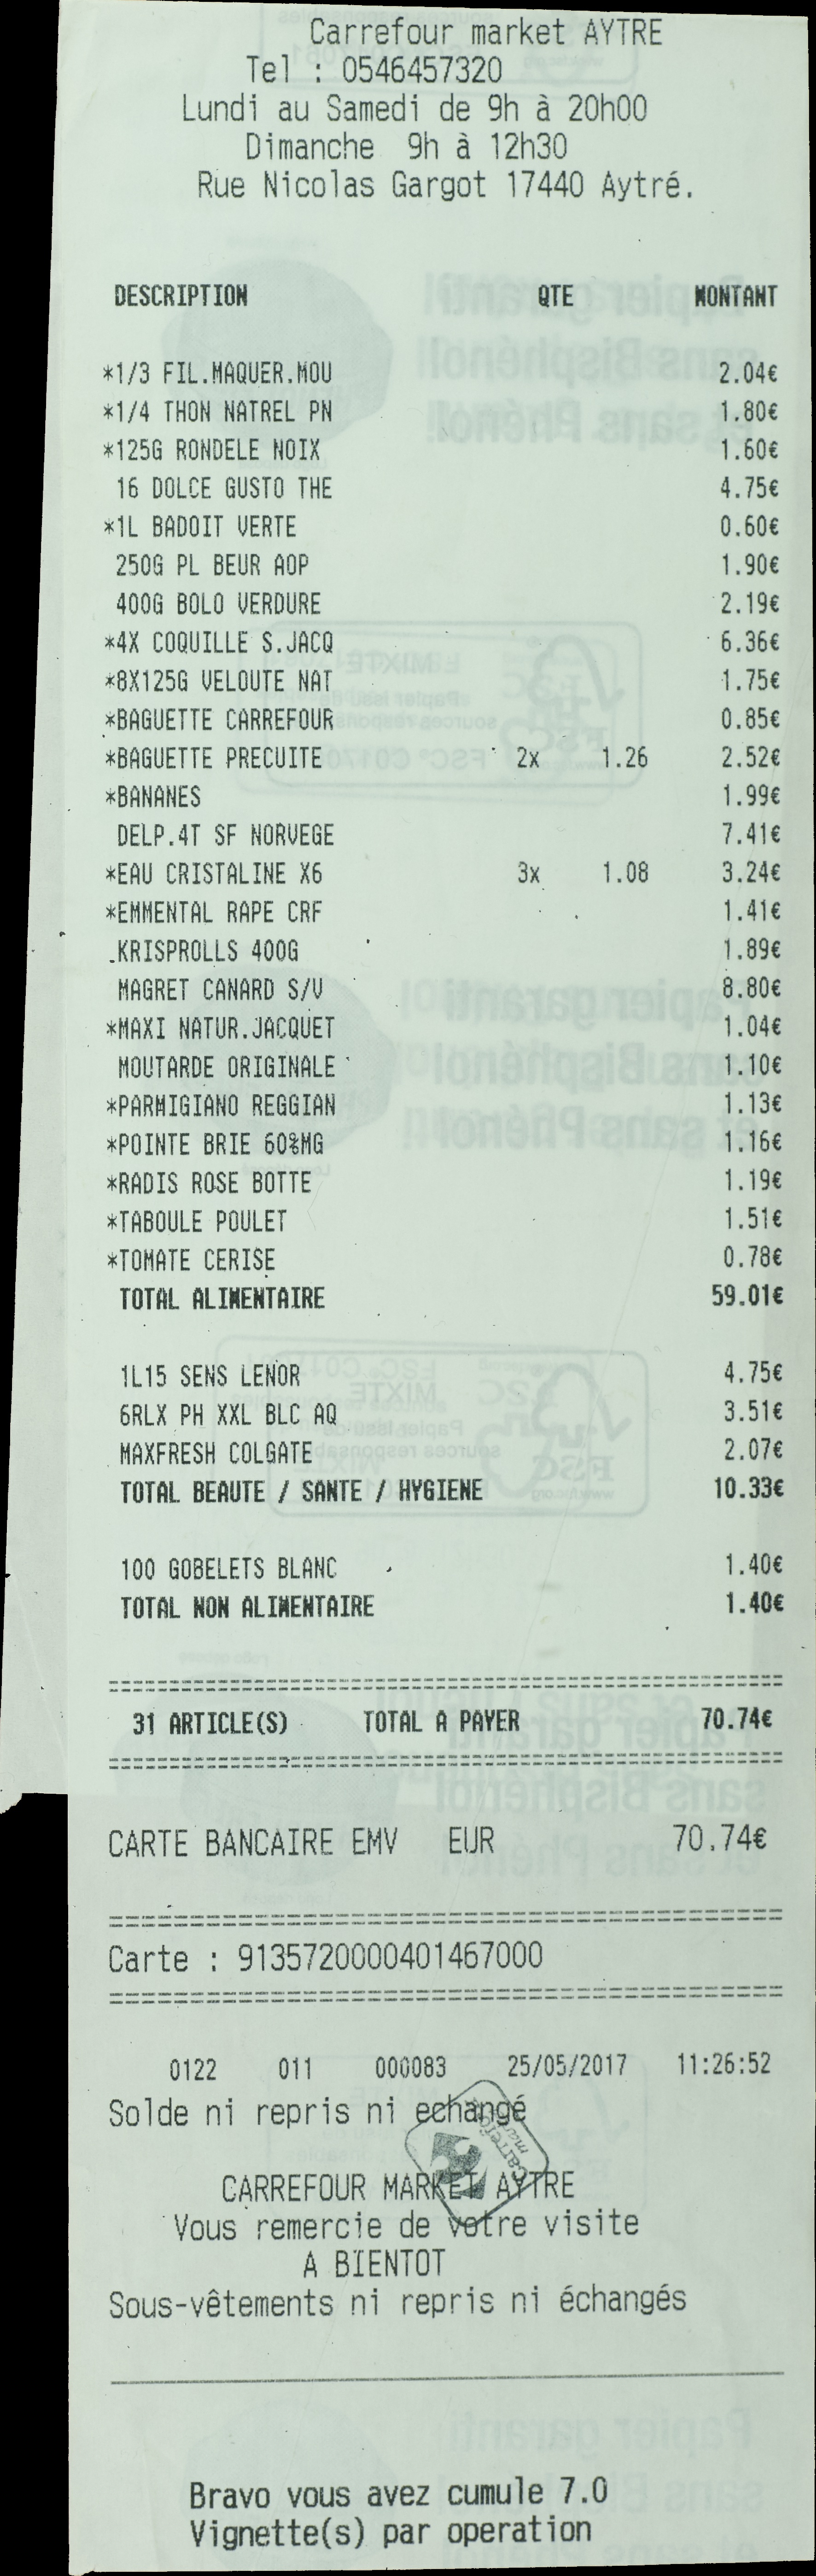 Carrefour market AYTRE
Tel : 0546457320
Lundi au Samedi de 9h à 20h00
Dimanche 9h à 12h30
Rue Nicolas Gargot 17440 Aytré.
DESCRIPTION QTE MONTANT
*1/3 FIL.MAQUER.MOU 2.04€
*1/4 THON NATREL PN 1.80€
*125G RONDELE NOIX 1.60€
16 DOLCE GUSTO THE 4.75€
*1L BADOIT VERTE 0.60€
250G PL BEUR AOP 1.90€
400G BOLO VERDURE 2.19€
*4X COQUILLE S.JACQ 6.36€
*8X125G VELOUTE NAT 1.75€
*BAGUETTE CARREFOUR 0.85€
*BAGUETTE PRECUITE 2x 1.26 2.52€
*BANANES 1.99€
DELP.4T SF NORVEGE 7.41€
*EAU CRISTALINE X6 3x 1.08 3.24€
*EMMENTAL RAPE CRF 1.41€
KRISPROLLS 400G 1.89€
MAGRET CANARD S/V 8.80€
*MAXI NATUR.JACQUET 1.04€
MOUTARDE ORIGINALE 1.10€
*PARMIGIANO REGGIAN 1.13€
*POINTE BRIE 60%MG 1.16€
*RADIS ROSE BOTTE 1.19€
*TABOULE POULET 1.51€
*TOMATE CERISE 0.78€
TOTAL ALIMENTAIRE 59.01€
1L15 SENS LENOR 4.75€
6RLX PH XXL BLC AQ 3.51€
MAXFRESH COLGATE 2.07€
TOTAL BEAUTE / SANTE / HYGIENE 10.33€
100 GOBELETS BLANC 1.40€
TOTAL NON ALIMENTAIRE 1.40€
31 ARTICLE(S) TOTAL A PAYER 70.74€
CARTE BANCAIRE EMV EUR 70.74€
Carte : 9135720000401467000
0122 011 000083 25/05/2017 11:26:52
Solde ni repris ni echangé
CARREFOUR MARKET AYTRE
Vous remercie de votre visite
A BIENTOT
Sous-vêtements ni repris ni échangés
Bravo vous avez cumule 7.0
Vignette(s) par operation